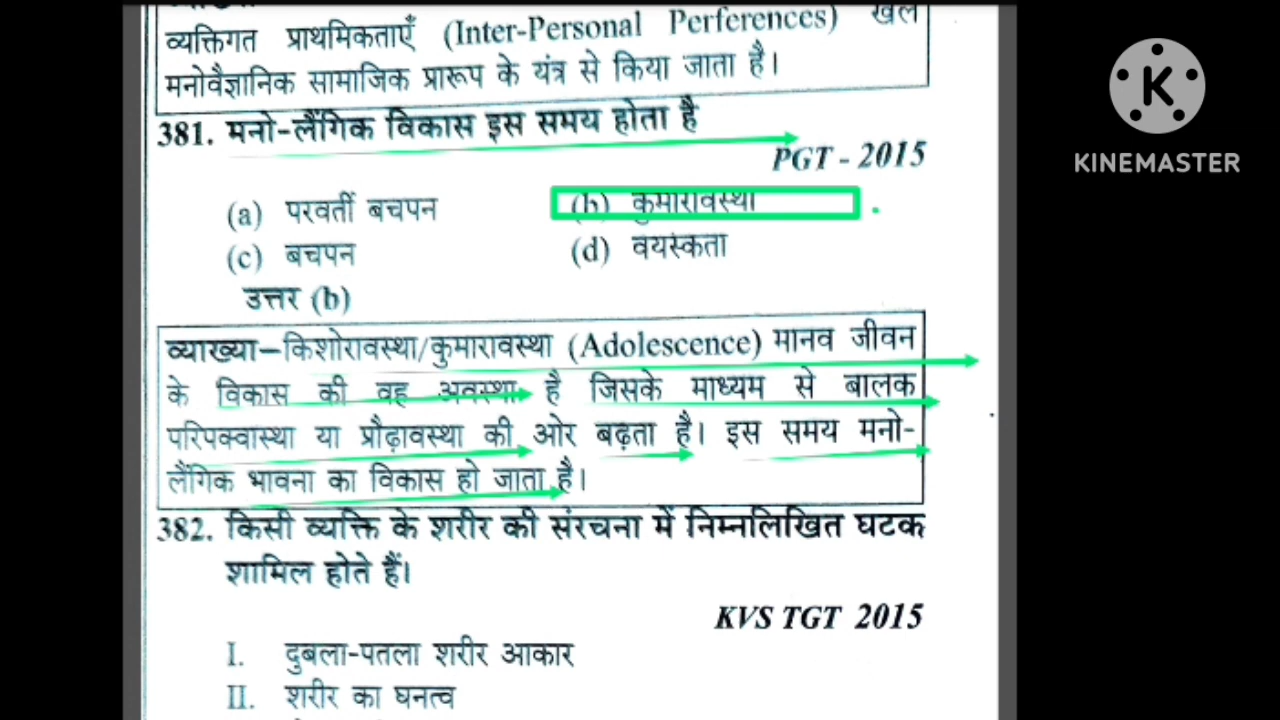 व्यक्तिगत प्राथमिकताएँ (Inter-Personal Perferences) खेल
मनोवैज्ञानिक सामाजिक प्रारूप के यंत्र से किया जाता है।
381. मनो-लैंगिक विकास इस समय होता है
PGT - 2015
(a) परवर्ती बचपन (b) कुमारावस्था
(c) बचपन (d) वयस्कता
उत्तर (b)
व्याख्या–किशोरावस्था/कुमारावस्था (Adolescence) मानव जीवन
के विकास की वह अवस्था है जिसके माध्यम से बालक
परिपक्वास्था या प्रौढ़ावस्था की ओर बढ़ता है। इस समय मनो-
लैंगिक भावना का विकास हो जाता है।
382. किसी व्यक्ति के शरीर की संरचना में निम्नलिखित घटक
शामिल होते हैं।
KVS TGT 2015
I. दुबला-पतला शरीर आकार
II. शरीर का घनत्व
K
KINEMASTER